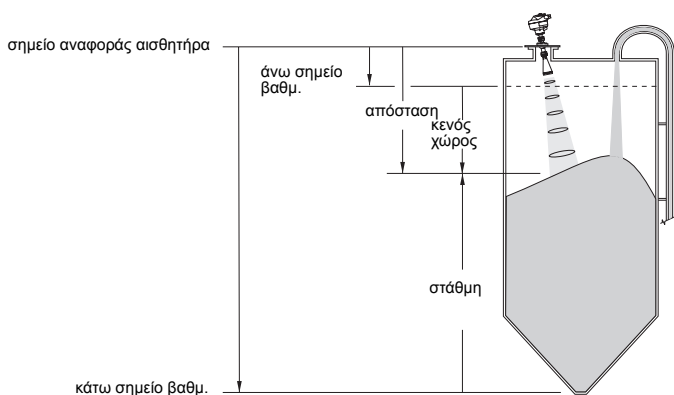 σημείο αναφοράς αισθητήρα
άνω σημείο
βαθμ.
απόσταση
κενός
χώρος
στάθμη
κάτω σημείο βαθμ.